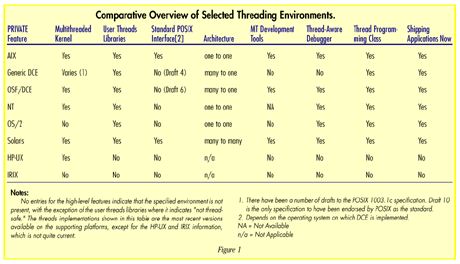 Comparative Overview of Selected Threading Environments.
PRIVATE Multithreaded User Threads Standard POSIX MT Development Thread-Aware Thread Program- Shipping
Feature Kernel Libraries Interface[2] Architecture Tools Debugger ming Class Applications Now
AIX Yes Yes Yes one to one Yes Yes Yes Yes
Generic DCE Varies (1) Yes No (Draft 4) many to one No No Yes Yes
OSF/DCE Yes Yes No (Draft 6) many to one Yes Yes Yes Yes
NT Yes Yes No one to one NA Yes Yes Yes
OS/2 No Yes No one to one No Yes Yes Yes
Solaris Yes Yes Yes many to many Yes Yes Yes Yes
HP-UX Yes No No n/a No No No No
IRIX Yes No No n/a No No No No
Notes:
No entries for the high-level features indicate that he specified environment is not
present, with the exception of the user threads libraries where it indicates "not thread-
safe." The threads implementations shown in this table are the most recent versions
available on the supporting platforms, except for the HP-UX and IRIX information,
which is not quite current.
1. There have been a number of drafts to the POSIX 1003.1c specification. Draft 10
is the only specification to have been endorsed by POSIX as the standard.
2. Depends on the operating system on which DCE is implemented.
NA = Not Available
n/a = Not Applicable
Figure 1